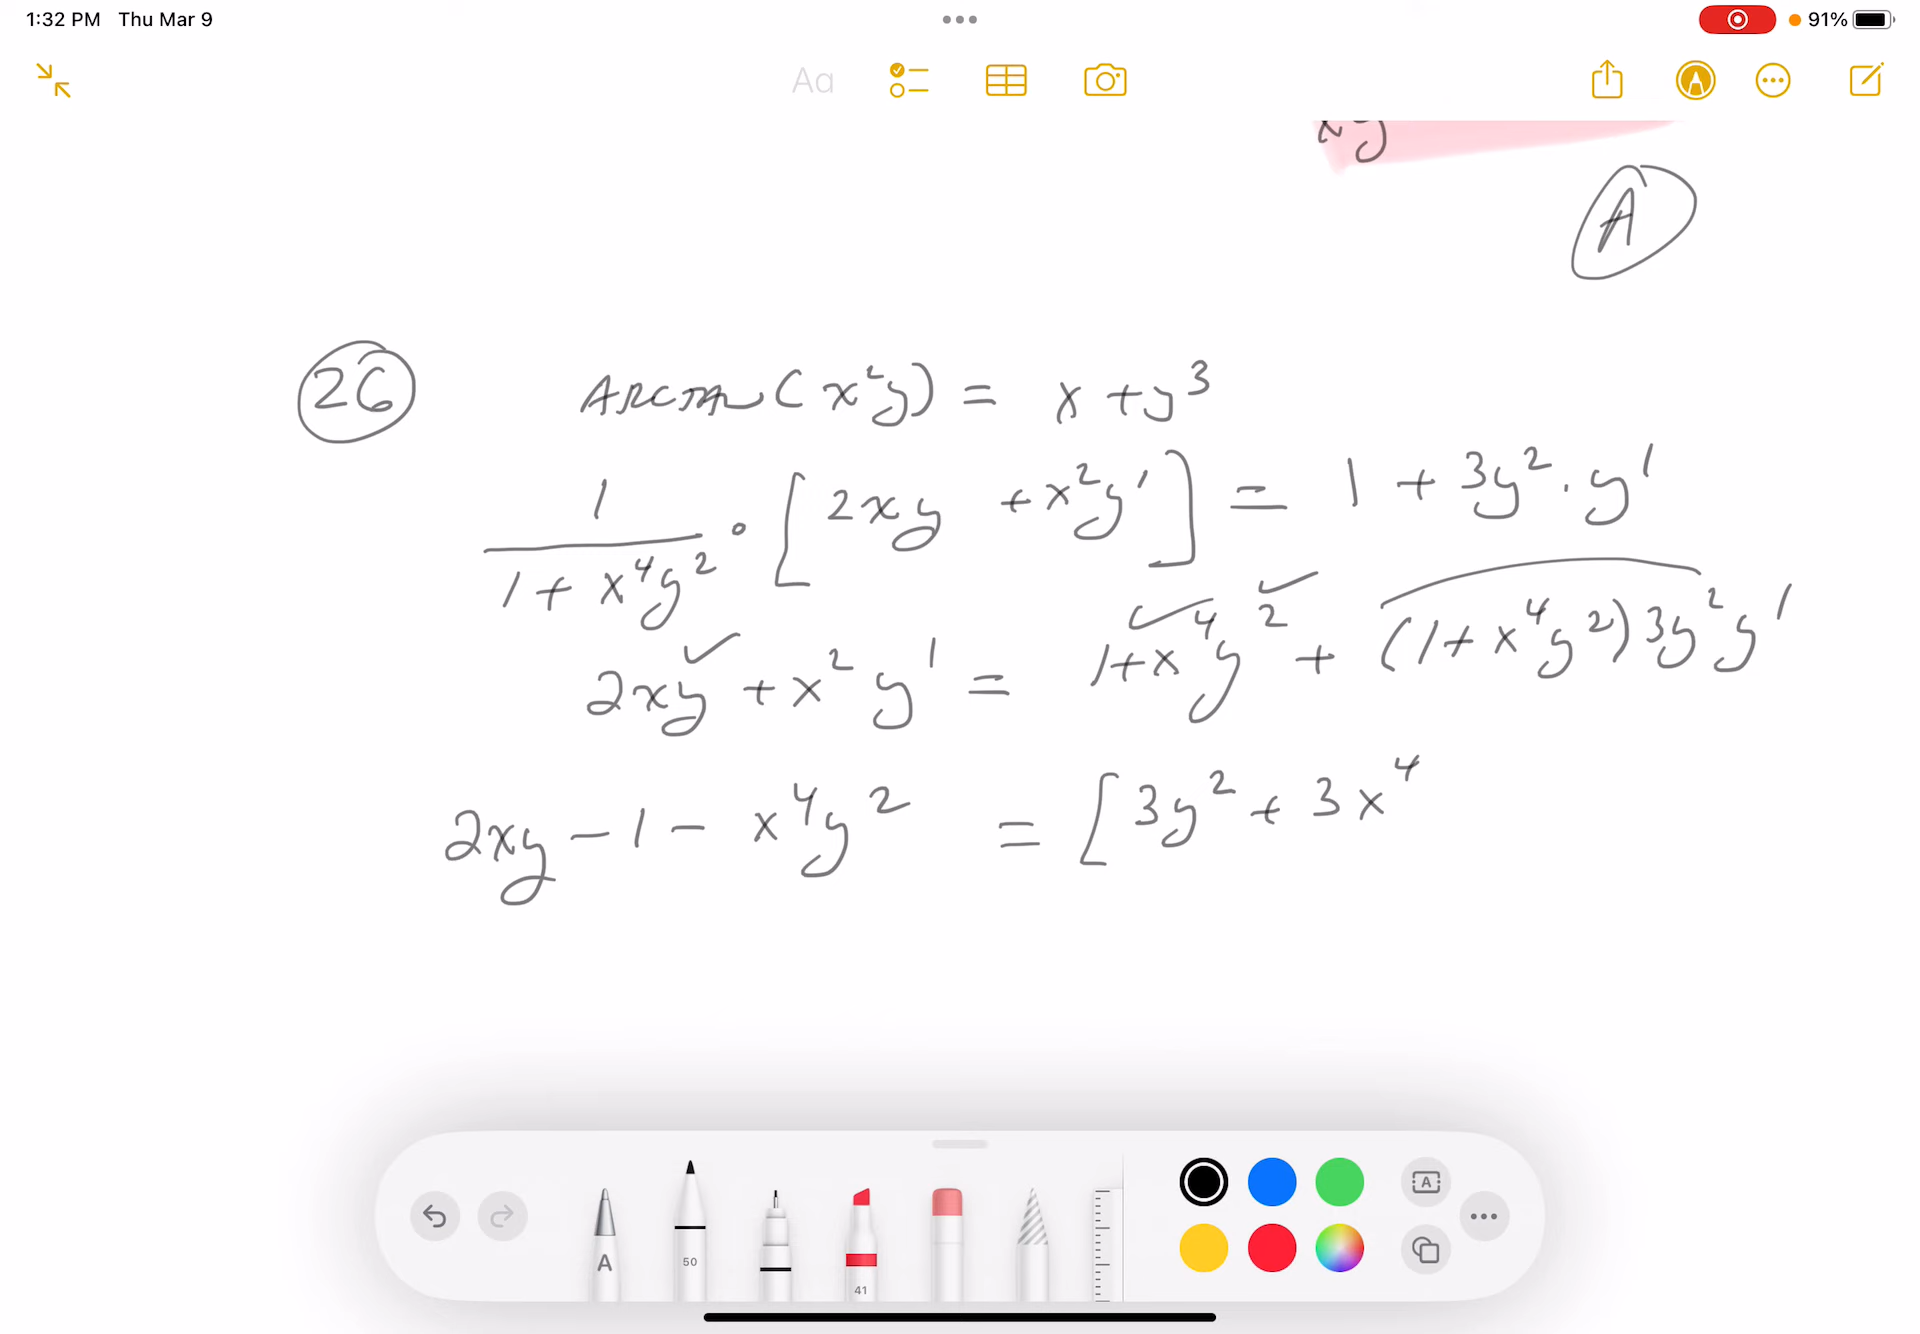 1:32 PM Thu Mar 9
91%
Aa
xy
A
26 ARCTAN(x²y) = x + y³
1/(1 + x⁴y²) · [2xy + x²y'] = 1 + 3y² · y'
2xy + x²y' = 1+x⁴y² + (1+x⁴y²)3y²y'
2xy - 1 - x⁴y² = [3y² + 3x⁴
A
50
41
A